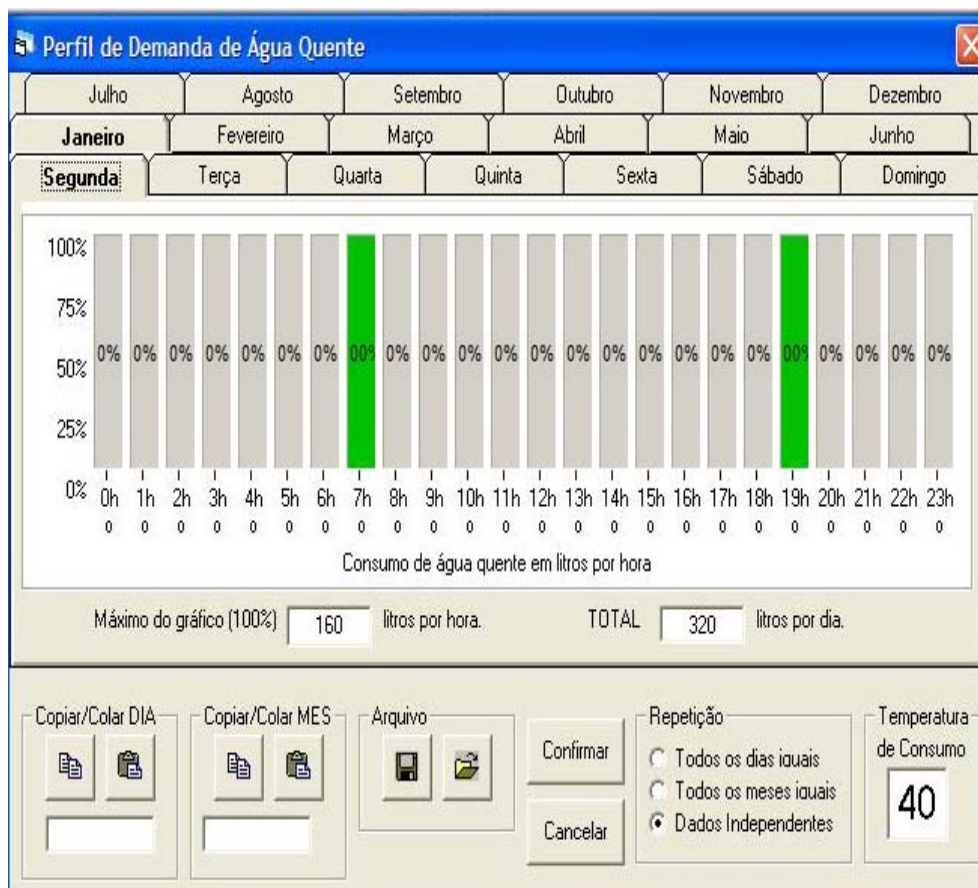 Perfil de Demanda de Água Quente
Julho Agosto Setembro Outubro Novembro Dezembro
Janeiro Fevereiro Março Abril Maio Junho
Segunda Terça Quarta Quinta Sexta Sábado Domingo
100%
75%
50%
25%
0%
0% 0% 0% 0% 0% 0% 0% 00% 0% 0% 0% 0% 0% 0% 0% 0% 0% 0% 0% 00% 0% 0% 0% 0%
0h 1h 2h 3h 4h 5h 6h 7h 8h 9h 10h 11h 12h 13h 14h 15h 16h 17h 18h 19h 20h 21h 22h 23h
0 0 0 0 0 0 0 0 0 0 0 0 0 0 0 0 0 0 0 0 0 0 0 0
Consumo de água quente em litros por hora
Máximo do gráfico (100%) 160 litros por hora. TOTAL 320 litros por dia.
Copiar/Colar DIA
Copiar/Colar MES
Arquivo
Confirmar
Cancelar
Repetição
Todos os dias iguais
Todos os meses iguais
Dados Independentes
Temperatura
de Consumo
40